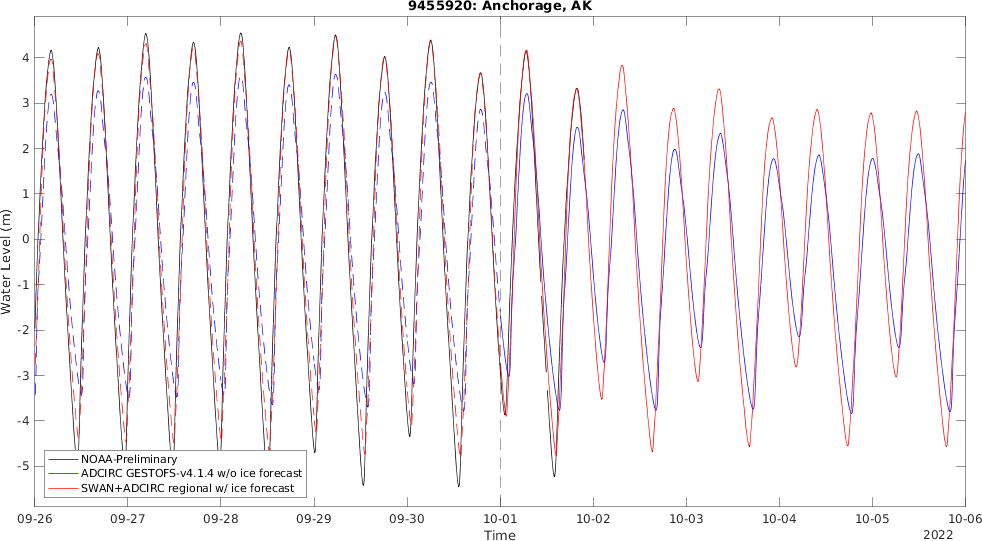 9455920: Anchorage, AK
Water Level (m)
4
3
2
1
0
-1
-2
-3
-4
-5
NOAA-Preliminary
ADCIRC GESTOFS-v4.1.4 w/o ice forecast
SWAN+ADCIRC regional w/ ice forecast
09-26 09-27 09-28 09-29 09-30 10-01 10-02 10-03 10-04 10-05 10-06
Time
2022